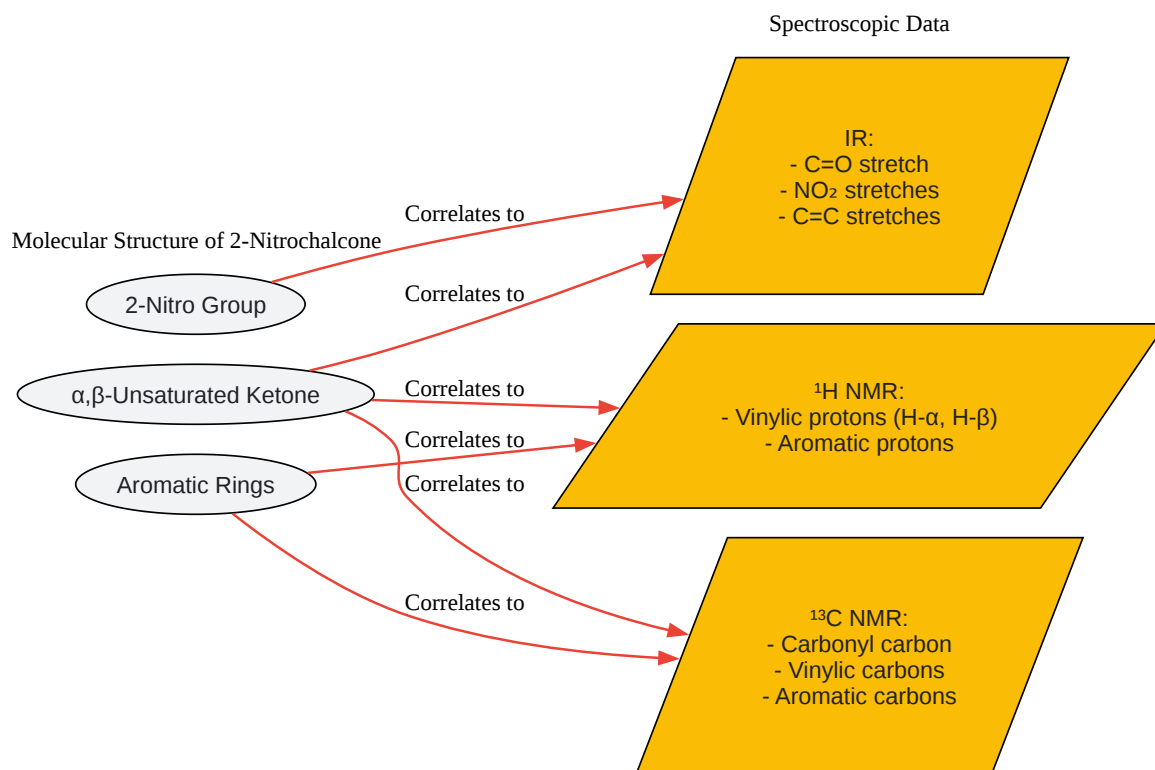 Spectroscopic Data
IR:
- C=O stretch
- NO₂ stretches
- C=C stretches
Correlates to
Molecular Structure of 2-Nitrochalcone
2-Nitro Group
Correlates to
α,β-Unsaturated Ketone
Correlates to
¹H NMR:
- Vinylic protons (H-α, H-β)
- Aromatic protons
Correlates to
Aromatic Rings
Correlates to
Correlates to
¹³C NMR:
- Carbonyl carbon
- Vinylic carbons
- Aromatic carbons